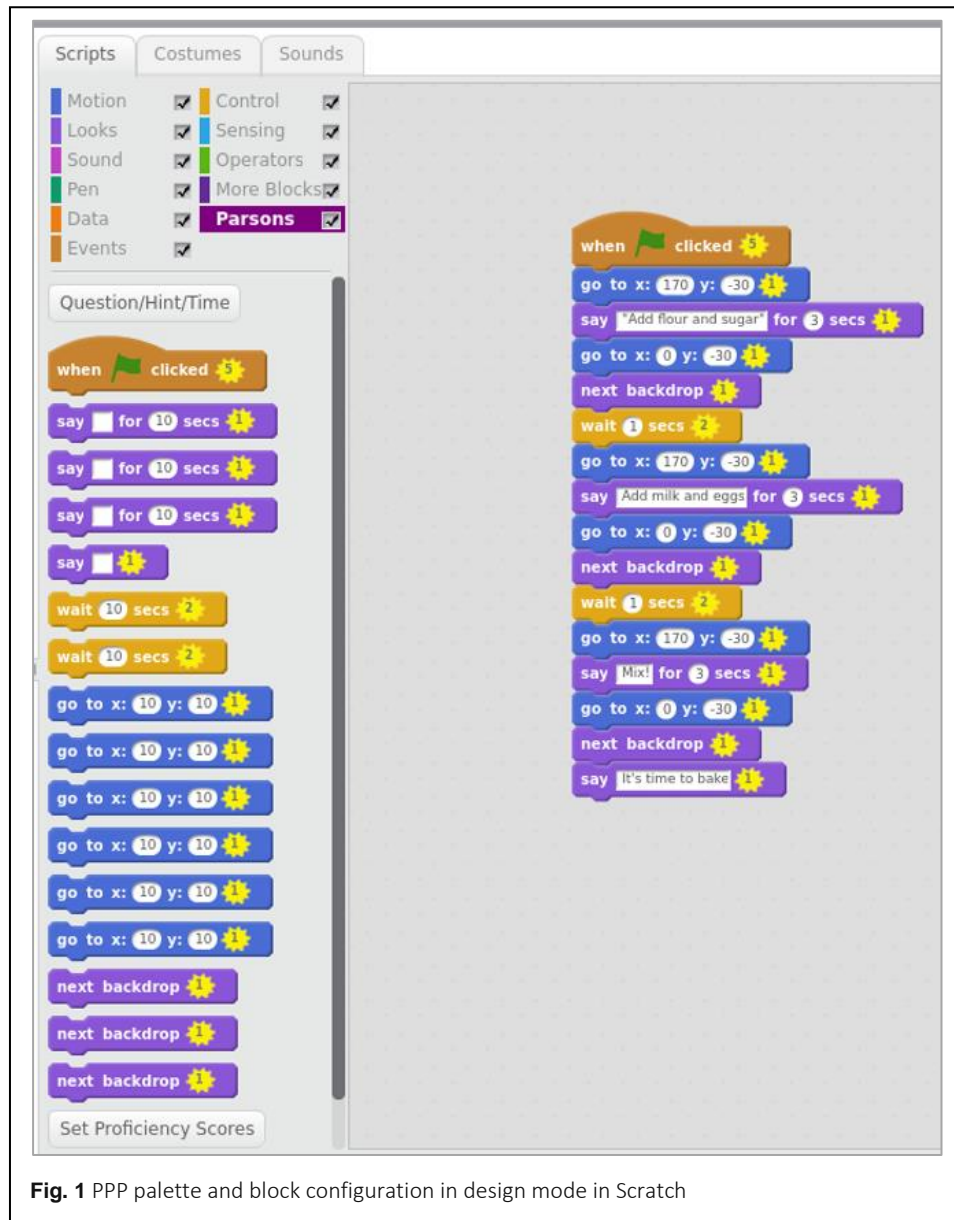 Scripts Costumes Sounds
Motion Control
Looks Sensing
Sound Operators
Pen More Blocks
Data Parsons
Events
Question/Hint/Time
when clicked 5
say for 10 secs 1
say for 10 secs 1
say for 10 secs 1
say 1
wait 10 secs 2
wait 10 secs 2
go to x: 10 y: 10 1
go to x: 10 y: 10 1
go to x: 10 y: 10 1
go to x: 10 y: 10 1
go to x: 10 y: 10 1
go to x: 10 y: 10 1
next backdrop 1
next backdrop 1
next backdrop 1
Set Proficiency Scores
when clicked 5
go to x: 170 y: -30 1
say "Add flour and sugar" for 3 secs 1
go to x: 0 y: -30 1
next backdrop 1
wait 1 secs 2
go to x: 170 y: -30 1
say Add milk and eggs for 3 secs 1
go to x: 0 y: -30 1
next backdrop 1
wait 1 secs 2
go to x: 170 y: -30 1
say Mix! for 3 secs 1
go to x: 0 y: -30 1
next backdrop 1
say It's time to bake 1
Fig. 1 PPP palette and block configuration in design mode in Scratch